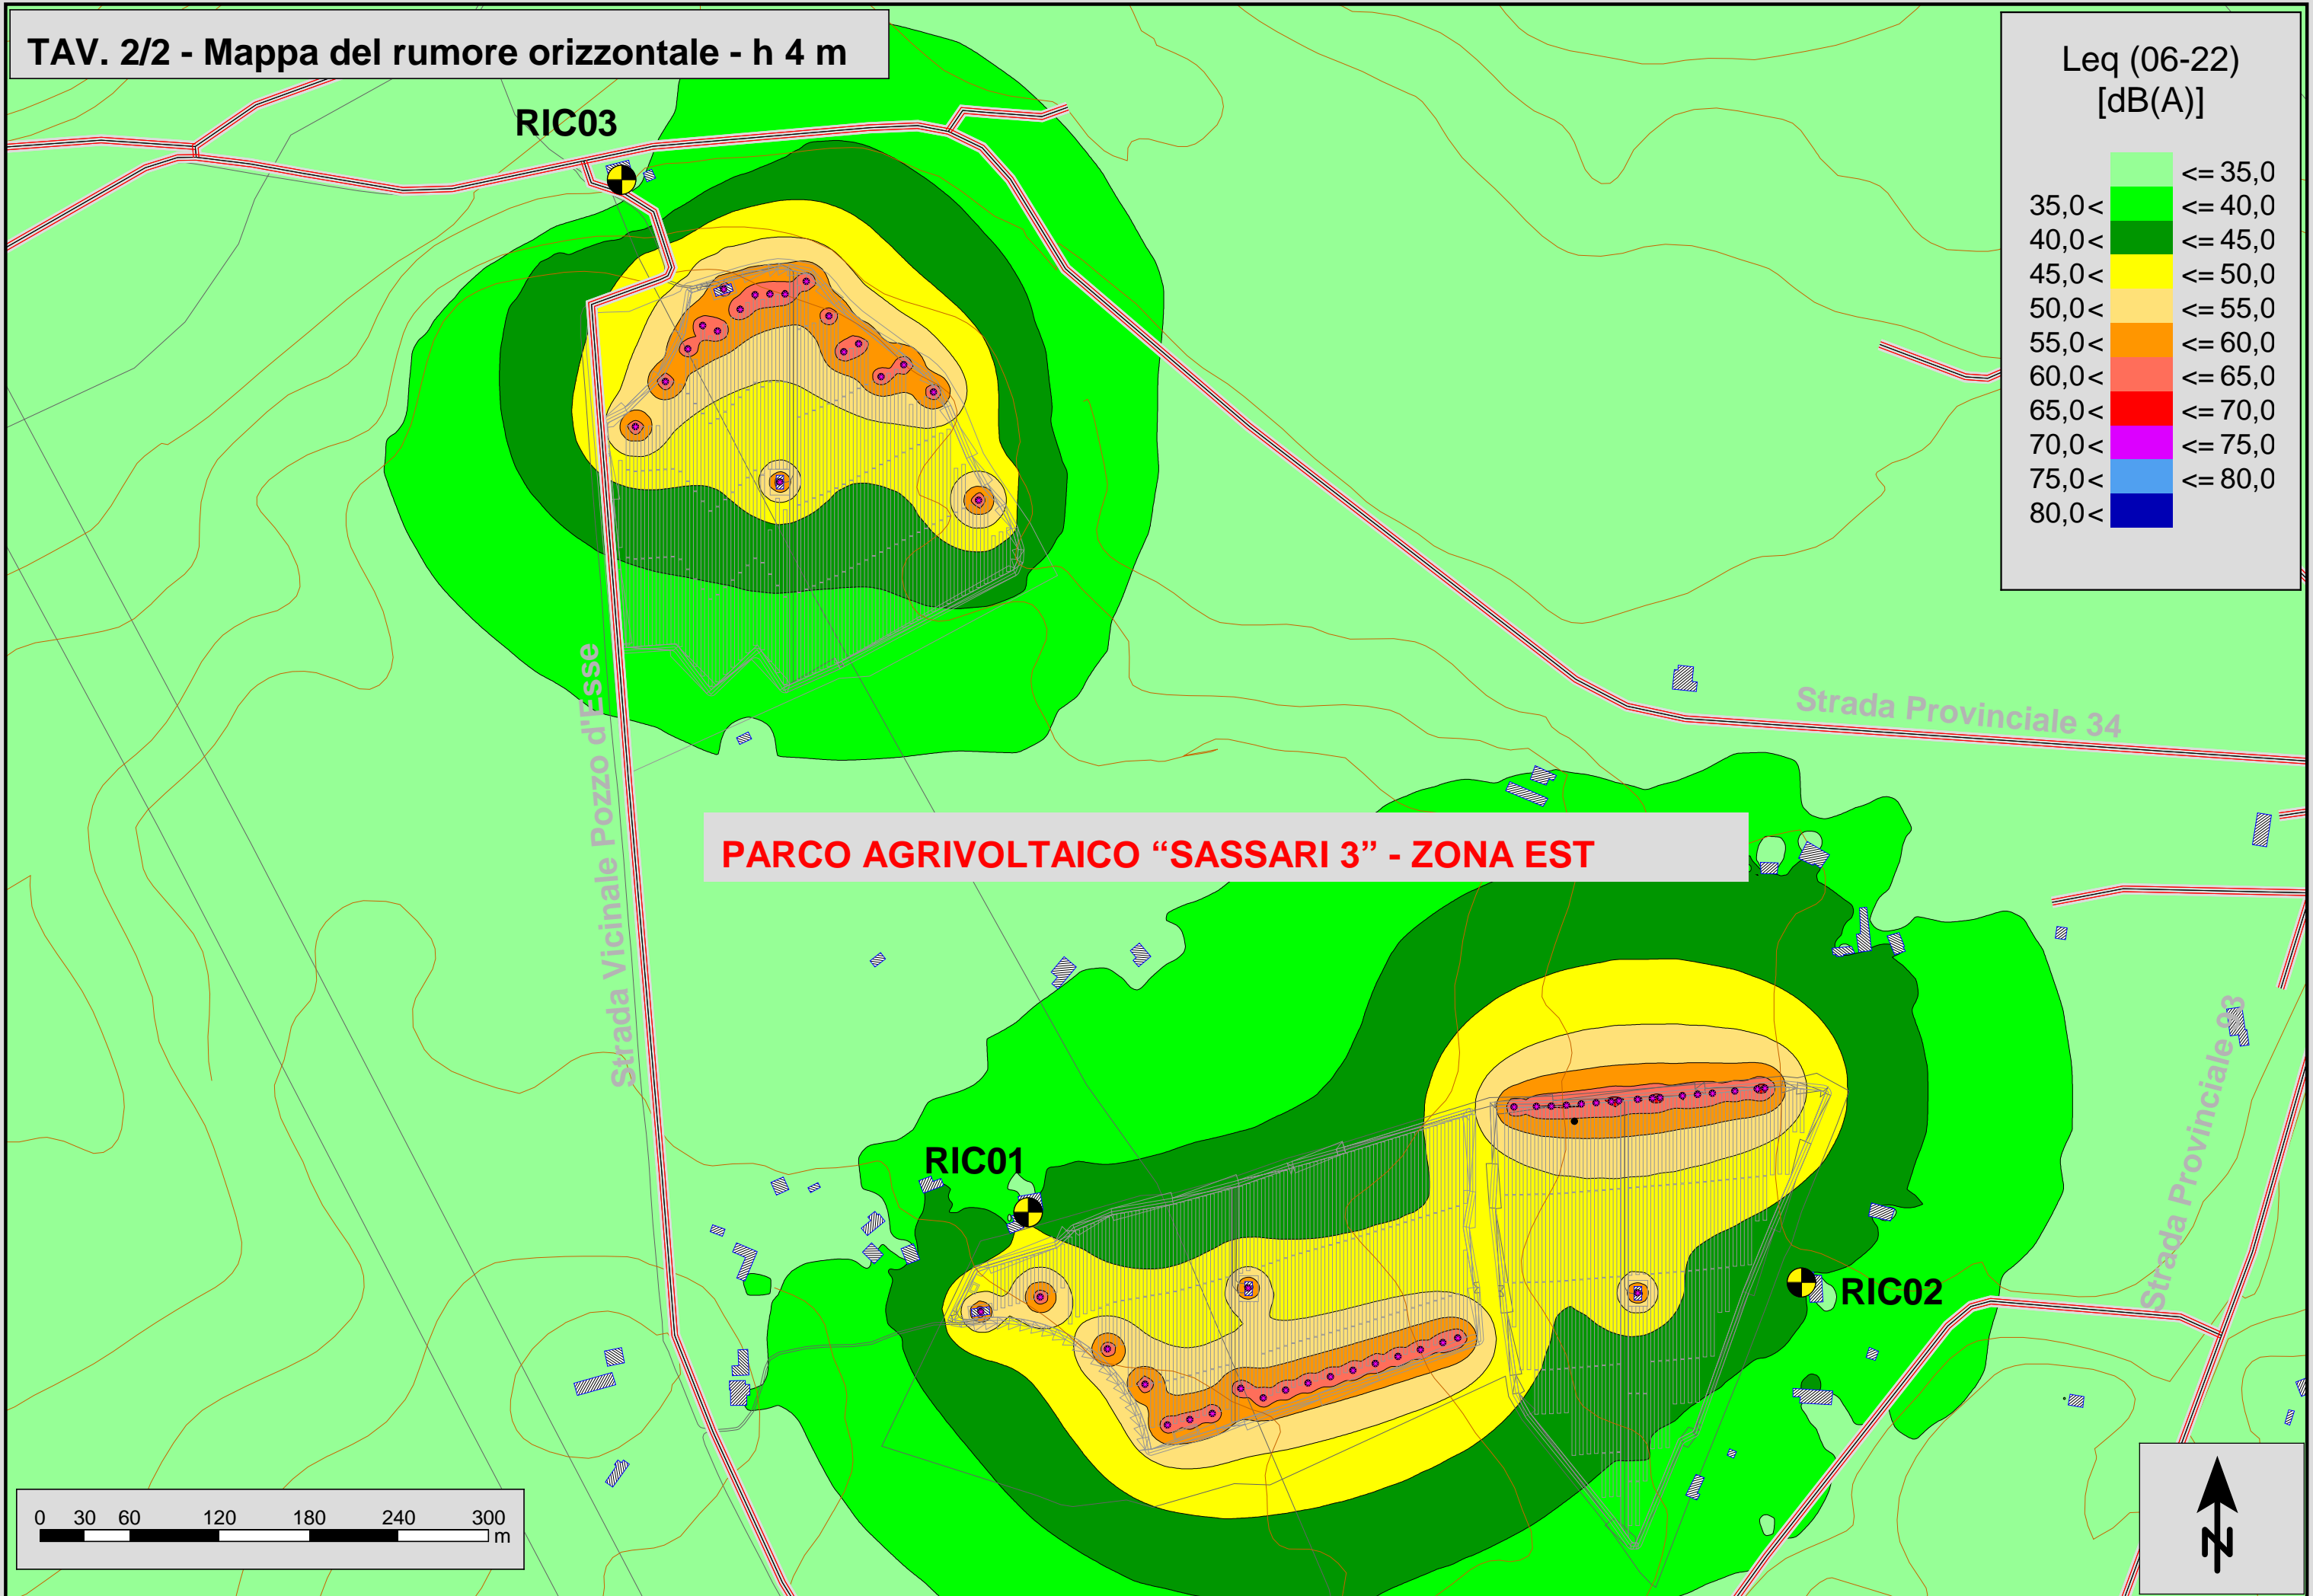 TAV. 2/2 - Mappa del rumore orizzontale - h 4 m
Leq (06-22)
[dB(A)]
<= 35,0
35,0< <= 40,0
40,0< <= 45,0
45,0< <= 50,0
50,0< <= 55,0
55,0< <= 60,0
60,0< <= 65,0
65,0< <= 70,0
70,0< <= 75,0
75,0< <= 80,0
80,0<
RIC03
Strada Vicinale Pozzo d'Esse
Strada Provinciale 34
PARCO AGRIVOLTAICO “SASSARI 3” - ZONA EST
Strada Provinciale 93
RIC01
RIC02
0 30 60 120 180 240 300
m
N